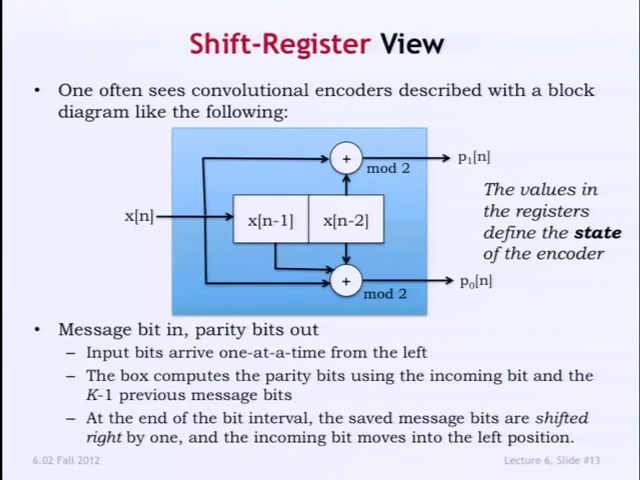 Shift-Register View
• One often sees convolutional encoders described with a block
diagram like the following:
+
mod 2
p₁[n]
x[n]
x[n-1]
x[n-2]
+
mod 2
p₀[n]
The values in
the registers
define the state
of the encoder
• Message bit in, parity bits out
– Input bits arrive one-at-a-time from the left
– The box computes the parity bits using the incoming bit and the
K-1 previous message bits
– At the end of the bit interval, the saved message bits are shifted
right by one, and the incoming bit moves into the left position.
6.02 Fall 2012
Lecture 6, Slide #13